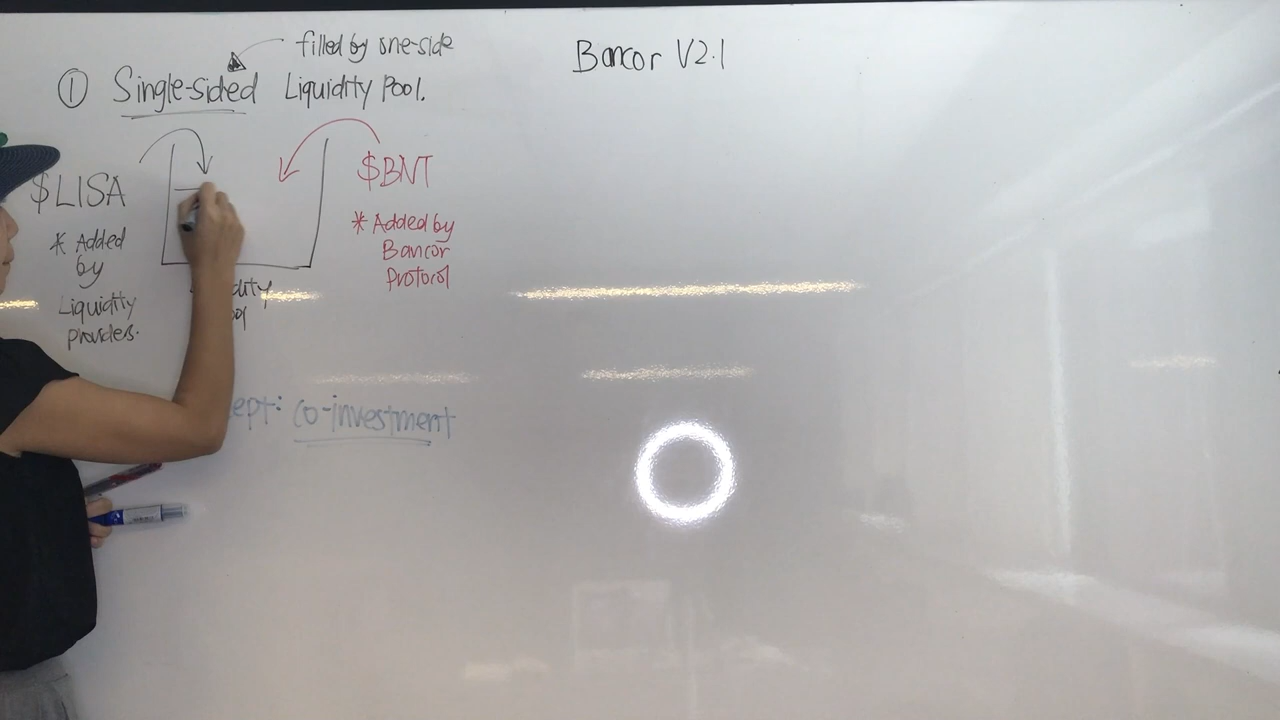 filled by one-side
Bancor V2.1
① Single-sided Liquidity Pool.
$LISA
* Added
by
Liquidity
providers.
$BNT
* Added by
Bancor
Protorol
co-investment